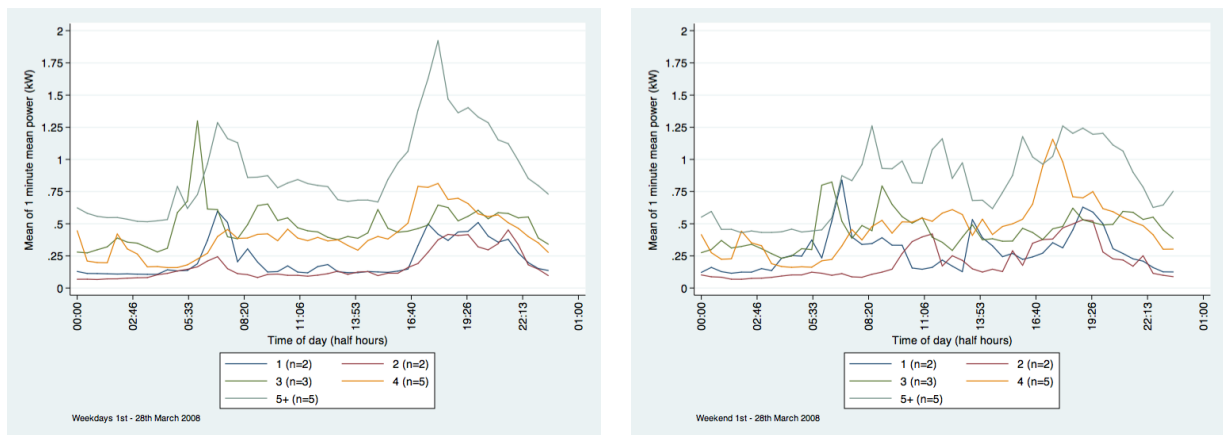 2
1.75
1.5
1.25
1
.75
.5
.25
0
Mean of 1 minute mean power (kW)
00:00 02:46 05:33 08:20 11:06 13:53 16:40 19:26 22:13 01:00
Time of day (half hours)
1 (n=2) 2 (n=2)
3 (n=3) 4 (n=5)
5+ (n=5)
Weekdays 1st - 28th March 2008
2
1.75
1.5
1.25
1
.75
.5
.25
0
Mean of 1 minute mean power (kW)
00:00 02:46 05:33 08:20 11:06 13:53 16:40 19:26 22:13 01:00
Time of day (half hours)
1 (n=2) 2 (n=2)
3 (n=3) 4 (n=5)
5+ (n=5)
Weekend 1st - 28th March 2008